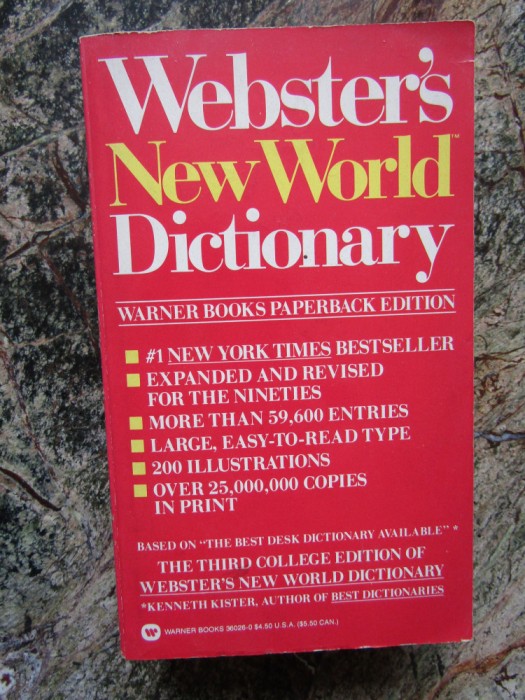 Webster's
New World™
Dictionary
WARNER BOOKS PAPERBACK EDITION
#1 NEW YORK TIMES BESTSELLER
EXPANDED AND REVISED
FOR THE NINETIES
MORE THAN 59,600 ENTRIES
LARGE, EASY-TO-READ TYPE
200 ILLUSTRATIONS
OVER 25,000,000 COPIES
IN PRINT
BASED ON "THE BEST DESK DICTIONARY AVAILABLE" *
THE THIRD COLLEGE EDITION OF
WEBSTER'S NEW WORLD DICTIONARY
*KENNETH KISTER, AUTHOR OF BEST DICTIONARIES
W WARNER BOOKS 36026-0 $4.50 U.S.A. ($5.50 CAN.)